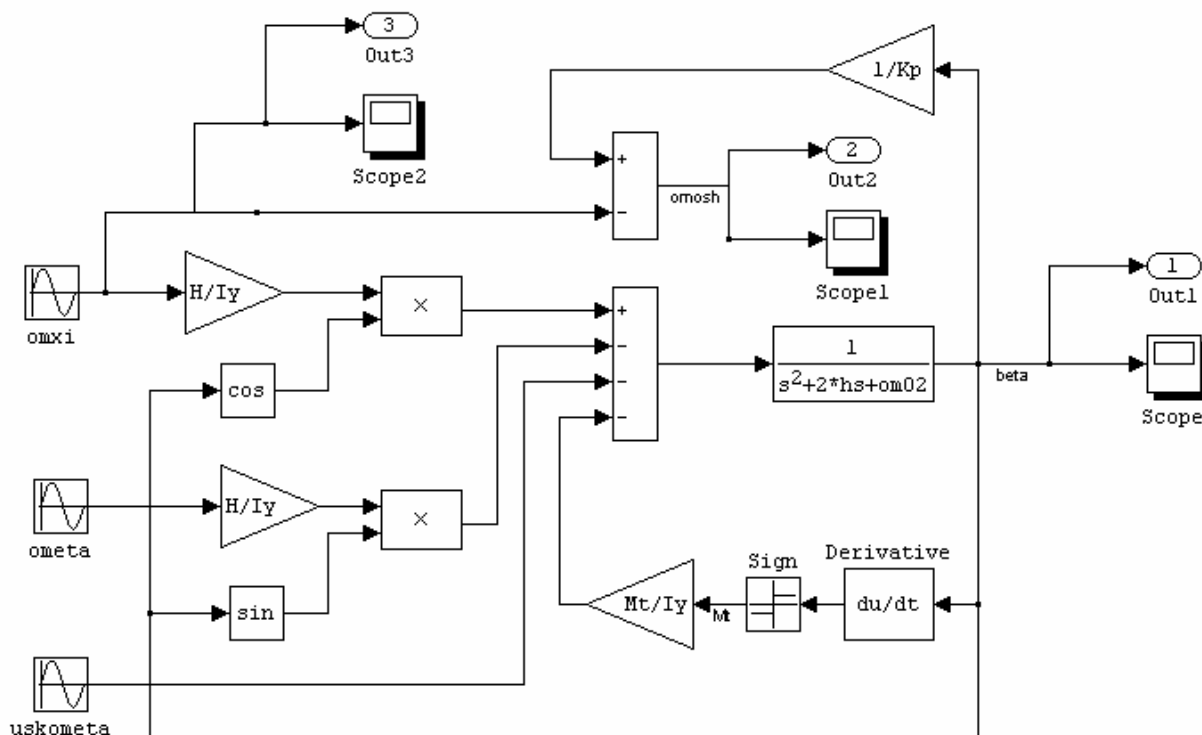 3
Out3
1/Kp
Scope2
+
−
omosh
2
Out2
Scope1
omxi
H/Iy
×
cos
+
−
−
−
1
s²+2*hs+om02
beta
1
Out1
Scope
ometa
H/Iy
×
sin
Mt/Iy
Mt
Sign
Derivative
du/dt
uskometa